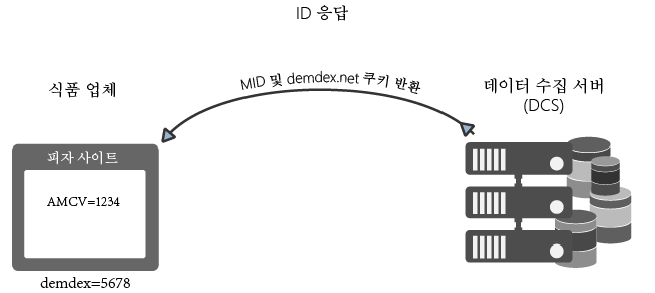 ID 응답
MID 및 demdex.net 쿠키 반환
식품 업체
데이터 수집 서버
(DCS)
피자 사이트
AMCV=1234
demdex=5678